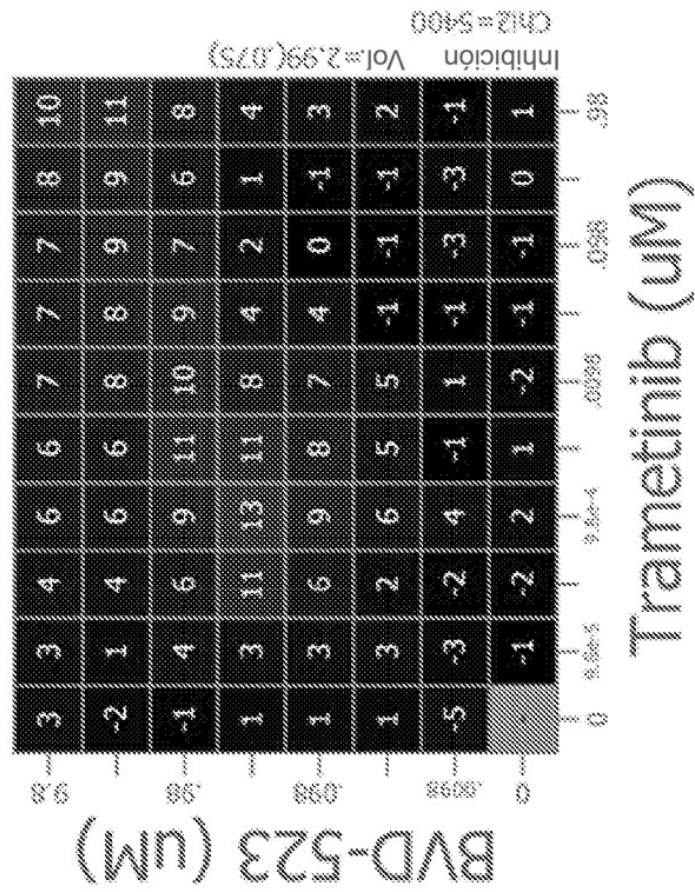 BVD-523 (uM)
9.8 3 3 4 6 6 7 7 7 8 10
-2 1 4 6 6 8 8 9 9 11
.98 -1 4 6 9 11 10 9 7 6 8
1 3 11 13 11 8 4 2 1 4
.098 1 3 6 9 8 7 4 0 -1 3
1 3 2 6 5 5 -1 -1 -1 2
.0098 -5 -3 -2 4 -1 1 -1 -3 -3 -1
0 -1 -2 2 1 -2 -1 -1 0 1
0 9.8e-5 9.8e-4 .0098 .098 .98
Trametinib (uM)
Inhibición Vol.=2.99(.075)
Chi2=5400